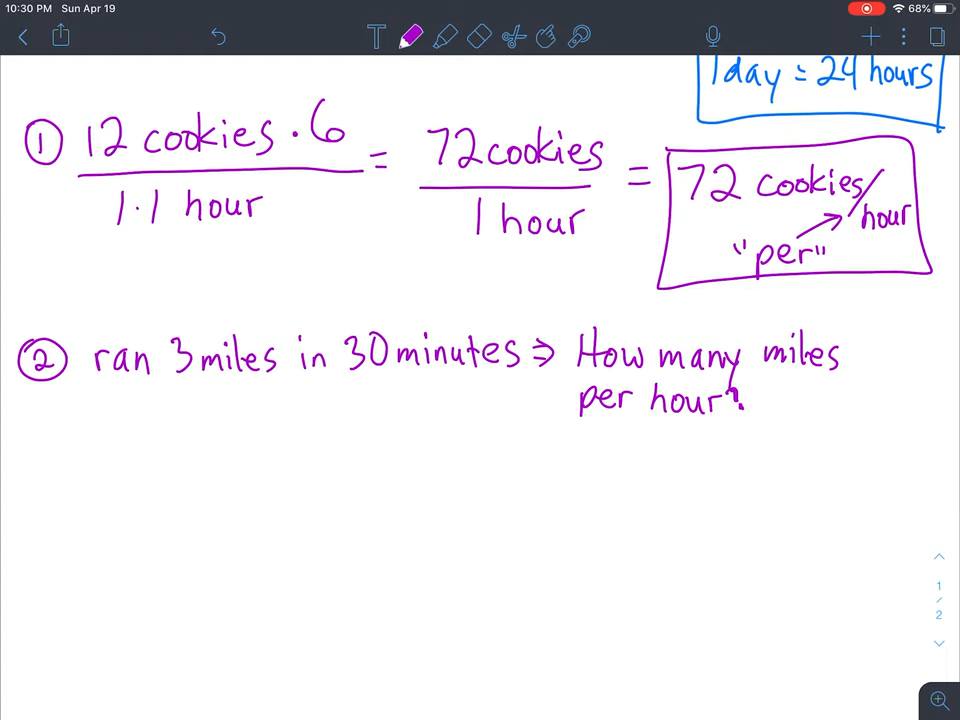 10:30 PM Sun Apr 19
68%
T
1 day = 24 hours
① 12 cookies · 6 = 72 cookies = 72 cookies/
1 · 1 hour 1 hour hour
"per"
② ran 3 miles in 30 minutes ⇒ How many miles
per hour?
1
/
2